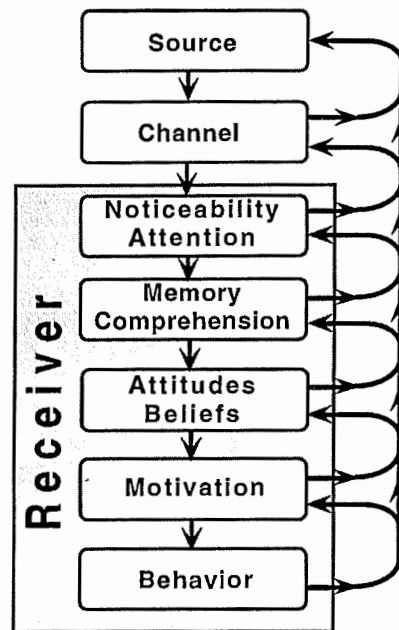 Source
Channel
Receiver
Noticeability
Attention
Memory
Comprehension
Attitudes
Beliefs
Motivation
Behavior